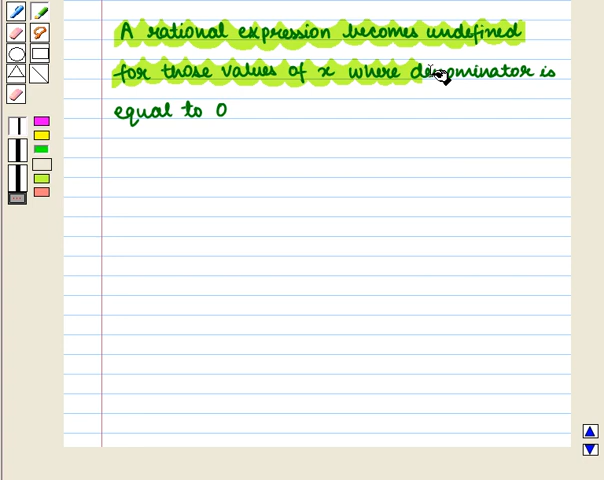 A rational expression becomes undefined
for those values of x where denominator is
equal to 0